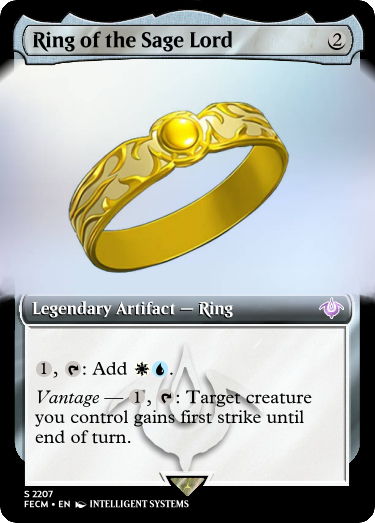 Ring of the Sage Lord 2
Legendary Artifact — Ring
1, : Add .
Vantage — 1, : Target creature
you control gains first strike until
end of turn.
S 2207
FECM • EN INTELLIGENT SYSTEMS